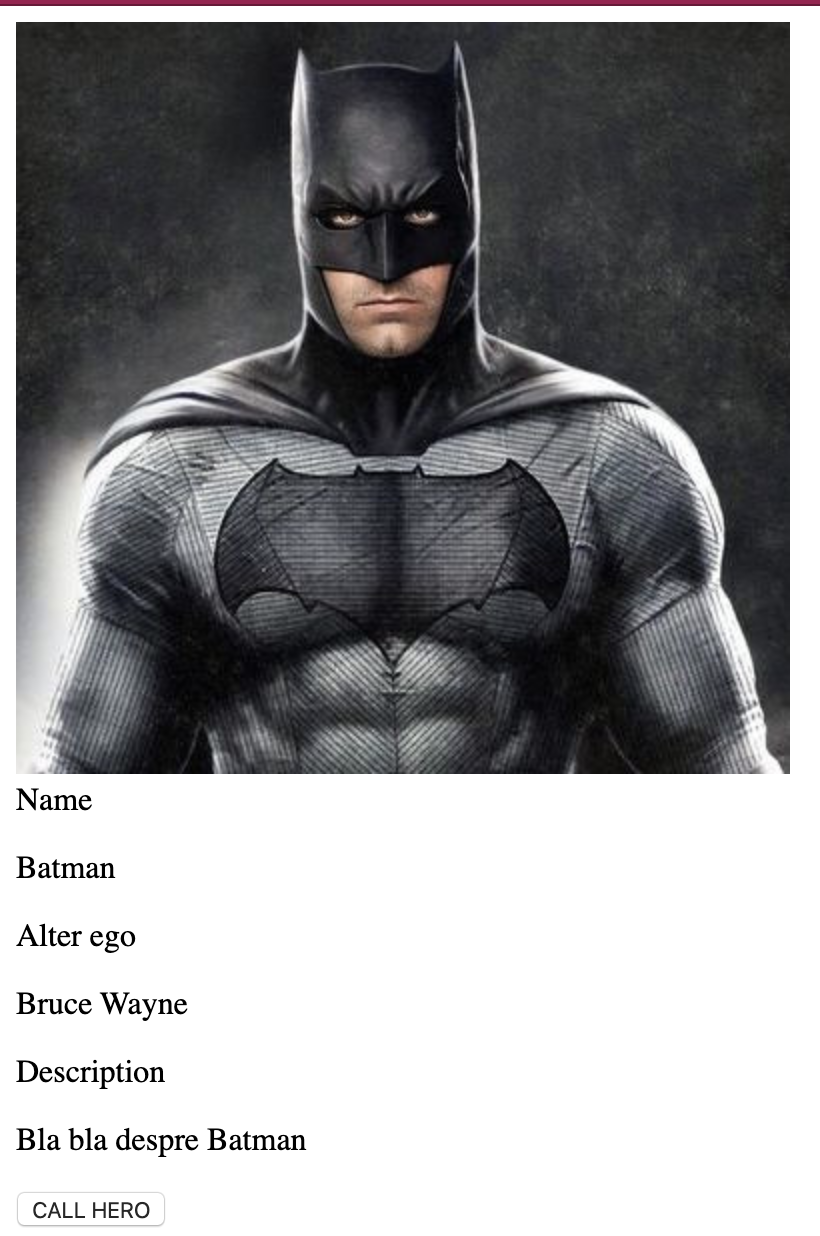 Name
Batman
Alter ego
Bruce Wayne
Description
Bla bla despre Batman
CALL HERO